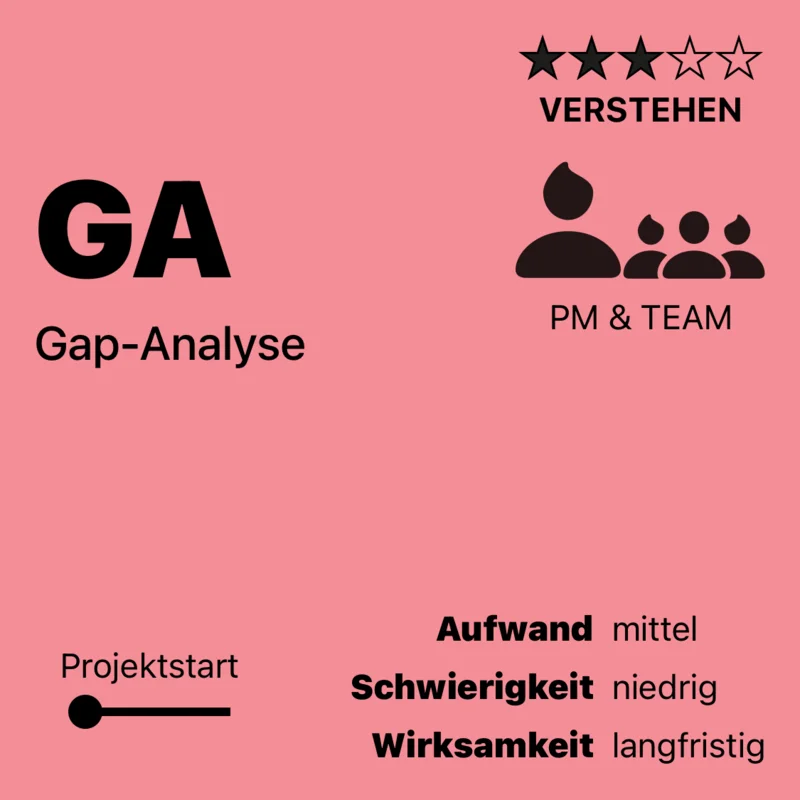 ★★★☆☆
VERSTEHEN
GA
Gap-Analyse
PM & TEAM
Projektstart
Aufwand mittel
Schwierigkeit niedrig
Wirksamkeit langfristig